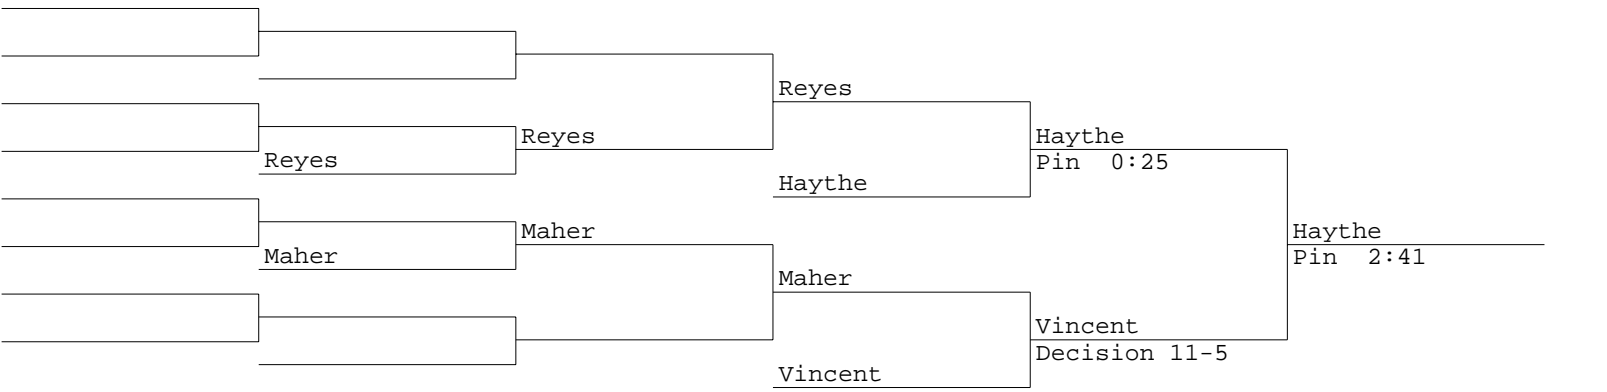 Reyes
Reyes
Haythe
Reyes
Pin  0:25
Haythe
Maher
Haythe
Maher
Pin  2:41
Maher
Vincent
Decision 11-5
Vincent